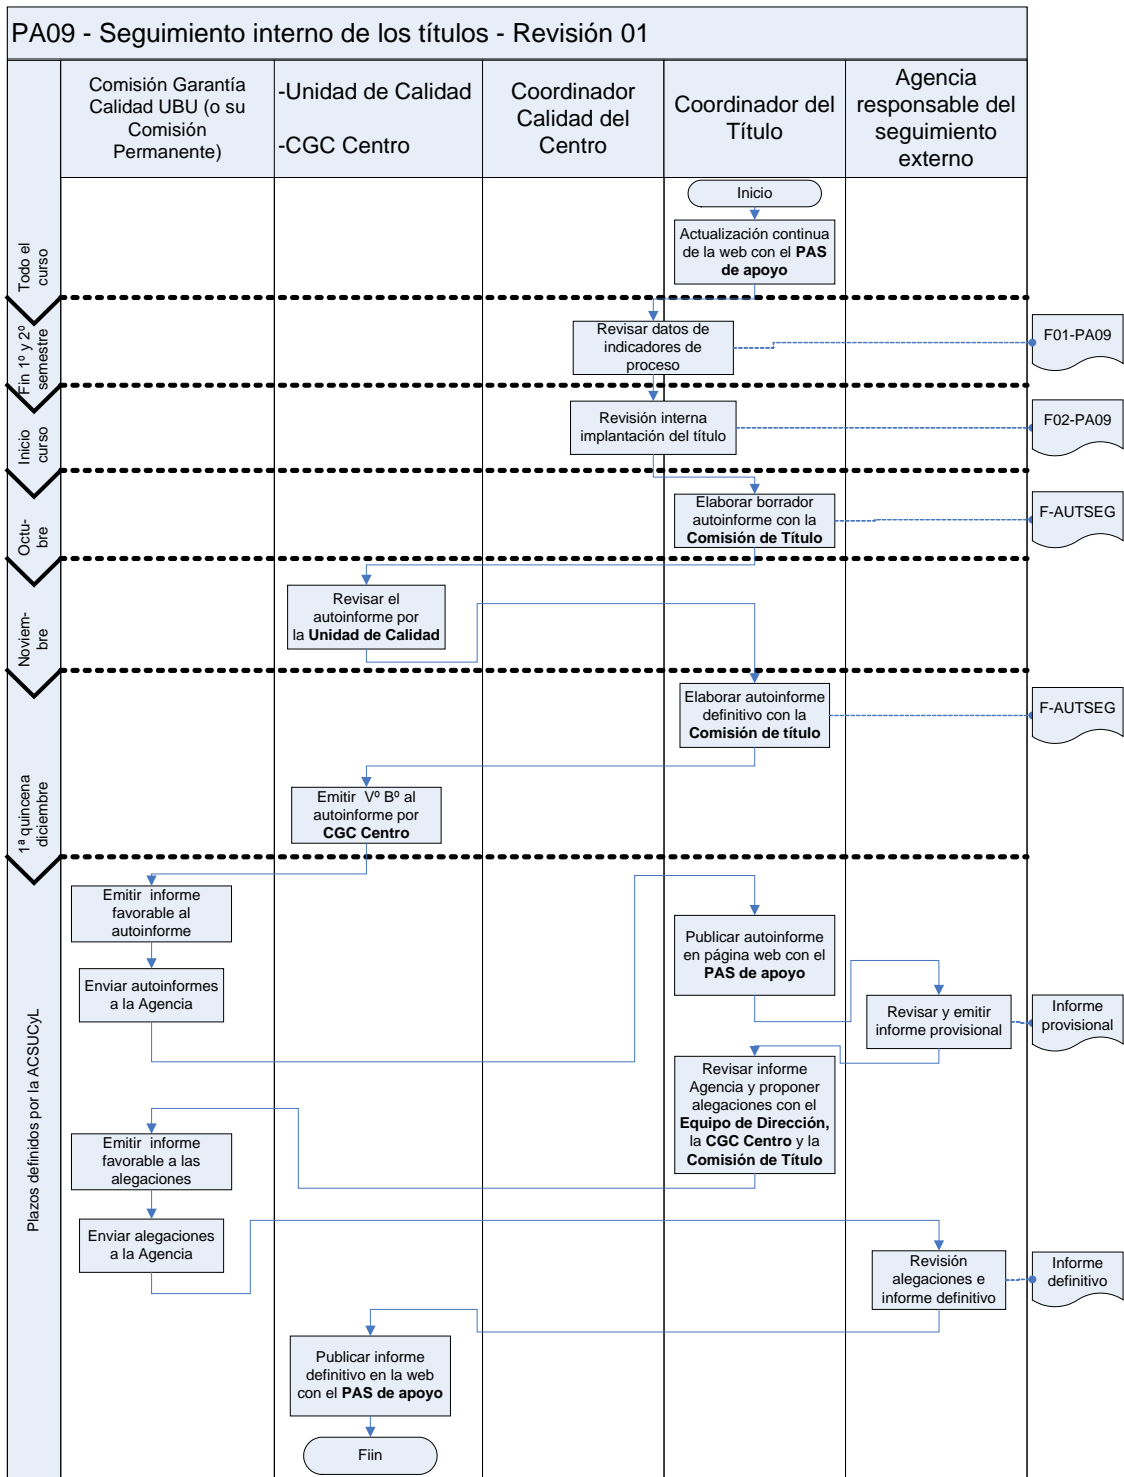 PA09 - Seguimiento interno de los títulos - Revisión 01
Comisión Garantía
Calidad UBU (o su
Comisión
Permanente)
-Unidad de Calidad
-CGC Centro
Coordinador
Calidad del
Centro
Coordinador del
Título
Agencia
responsable del
seguimiento
externo
Todo el
curso
Inicio
Actualización continua
de la web con el PAS
de apoyo
Fin 1º y 2º
semestre
Revisar datos de
indicadores de
proceso
F01-PA09
Inicio
curso
Revisión interna
implantación del título
F02-PA09
Octu-
bre
Elaborar borrador
autoinforme con la
Comisión de Título
F-AUTSEG
Noviem-
bre
Revisar el
autoinforme por
la Unidad de Calidad
1ª quincena
diciembre
Elaborar autoinforme
definitivo con la
Comisión de título
F-AUTSEG
Emitir Vº Bº al
autoinforme por
CGC Centro
Plazos definidos por la ACSUCyL
Emitir informe
favorable al
autoinforme
Enviar autoinformes
a la Agencia
Publicar autoinforme
en página web con el
PAS de apoyo
Revisar y emitir
informe provisional
Informe
provisional
Revisar informe
Agencia y proponer
alegaciones con el
Equipo de Dirección,
la CGC Centro y la
Comisión de Título
Emitir informe
favorable a las
alegaciones
Enviar alegaciones
a la Agencia
Revisión
alegaciones e
informe definitivo
Informe
definitivo
Publicar informe
definitivo en la web
con el PAS de apoyo
Fiin